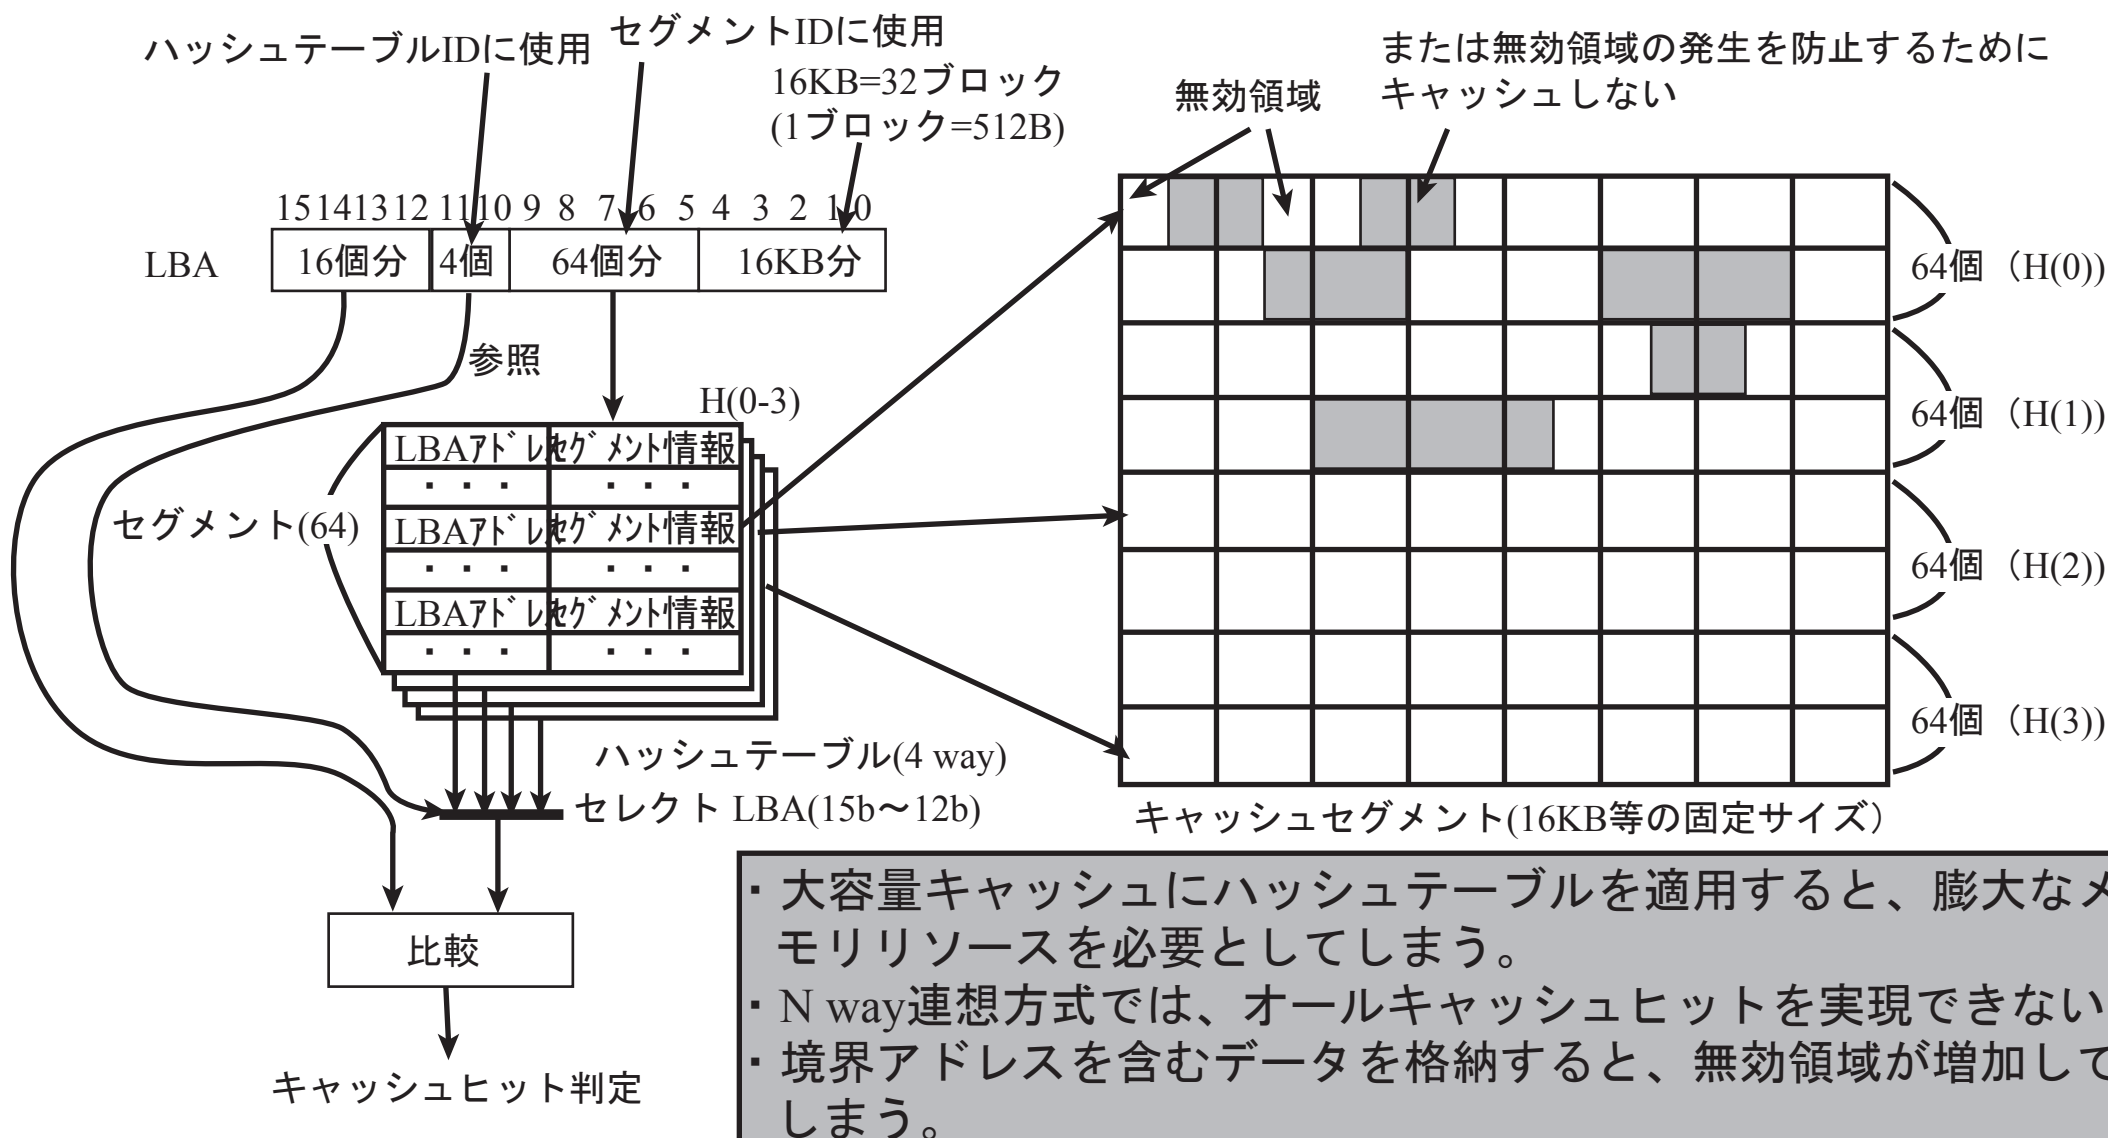 ハッシュテーブルIDに使用
セグメントIDに使用
16KB=32ブロック
(1ブロック=512B)
無効領域
または無効領域の発生を防止するために
キャッシュしない
15 14 13 12 11 10 9 8 7 6 5 4 3 2 1 0
LBA
16個分
4個
64個分
16KB分
参照
H(0-3)
LBAｱﾄﾞﾚｽ
ｾｸﾞﾒﾝﾄ情報
・・・
・・・
LBAｱﾄﾞﾚｽ
ｾｸﾞﾒﾝﾄ情報
・・・
・・・
LBAｱﾄﾞﾚｽ
ｾｸﾞﾒﾝﾄ情報
・・・
・・・
セグメント(64)
ハッシュテーブル(4 way)
セレクト LBA(15b〜12b)
比較
キャッシュヒット判定
64個（H(0))
64個（H(1))
64個（H(2))
64個（H(3))
キャッシュセグメント(16KB等の固定サイズ）
・大容量キャッシュにハッシュテーブルを適用すると、膨大なメ
モリリソースを必要としてしまう。
・N way連想方式では、オールキャッシュヒットを実現できない
・境界アドレスを含むデータを格納すると、無効領域が増加して
しまう。